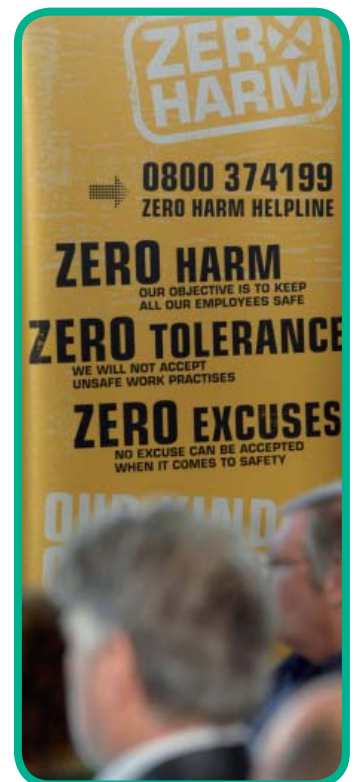 ZERO
HARM
0800 374199
ZERO HARM HELPLINE
ZERO HARM
OUR OBJECTIVE IS TO KEEP
ALL OUR EMPLOYEES SAFE
ZERO TOLERANCE
WE WILL NOT ACCEPT
UNSAFE WORK PRACTISES
ZERO EXCUSES
NO EXCUSE CAN BE ACCEPTED
WHEN IT COMES TO SAFETY
OUR KIND